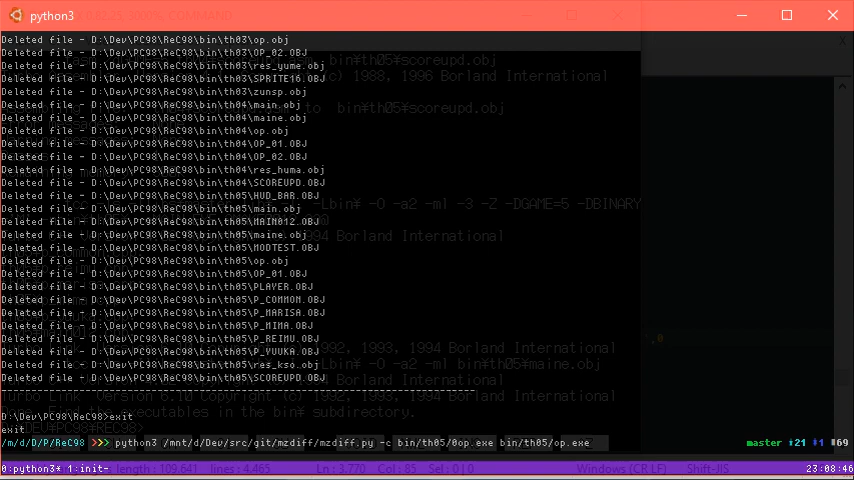 python3
Deleted file - D:\Dev\PC98\ReC98\bin\th03\op.obj
Deleted file - D:\Dev\PC98\ReC98\bin\th03\OP_02.OBJ
Deleted file - D:\Dev\PC98\ReC98\bin\th03\res_yume.obj
Deleted file - D:\Dev\PC98\ReC98\bin\th03\SPRITE16.OBJ
Deleted file - D:\Dev\PC98\ReC98\bin\th03\zunsp.obj
Deleted file - D:\Dev\PC98\ReC98\bin\th04\main.obj
Deleted file - D:\Dev\PC98\ReC98\bin\th04\maine.obj
Deleted file - D:\Dev\PC98\ReC98\bin\th04\op.obj
Deleted file - D:\Dev\PC98\ReC98\bin\th04\OP_01.OBJ
Deleted file - D:\Dev\PC98\ReC98\bin\th04\OP_02.OBJ
Deleted file - D:\Dev\PC98\ReC98\bin\th04\res_huma.obj
Deleted file - D:\Dev\PC98\ReC98\bin\th04\SCOREUPD.OBJ
Deleted file - D:\Dev\PC98\ReC98\bin\th05\HUD_BAR.OBJ
Deleted file - D:\Dev\PC98\ReC98\bin\th05\main.obj
Deleted file - D:\Dev\PC98\ReC98\bin\th05\MAIN012.OBJ
Deleted file - D:\Dev\PC98\ReC98\bin\th05\maine.obj
Deleted file - D:\Dev\PC98\ReC98\bin\th05\MODTEST.OBJ
Deleted file - D:\Dev\PC98\ReC98\bin\th05\op.obj
Deleted file - D:\Dev\PC98\ReC98\bin\th05\OP_01.OBJ
Deleted file - D:\Dev\PC98\ReC98\bin\th05\PLAYER.OBJ
Deleted file - D:\Dev\PC98\ReC98\bin\th05\P_COMMON.OBJ
Deleted file - D:\Dev\PC98\ReC98\bin\th05\P_MARISA.OBJ
Deleted file - D:\Dev\PC98\ReC98\bin\th05\P_MIMA.OBJ
Deleted file - D:\Dev\PC98\ReC98\bin\th05\P_REIMU.OBJ
Deleted file - D:\Dev\PC98\ReC98\bin\th05\P_YUUKA.OBJ
Deleted file - D:\Dev\PC98\ReC98\bin\th05\res_kso.obj
Deleted file - D:\Dev\PC98\ReC98\bin\th05\SCOREUPD.OBJ
D:\Dev\PC98\ReC98>exit
exit
/m/d/D/P/ReC98 >>> python3 /mnt/d/Dev/src/git/mzdiff/mzdiff.py -c bin/th05/0op.exe bin/th05/op.exe master ⇡21 ⬇1 69
0:python3* 1:init- length : 109.641 lines : 4.465 Ln : 3.770 Col : 85 Sel : 0 | 0 Windows (CR LF) Shift-JIS 23:08:46